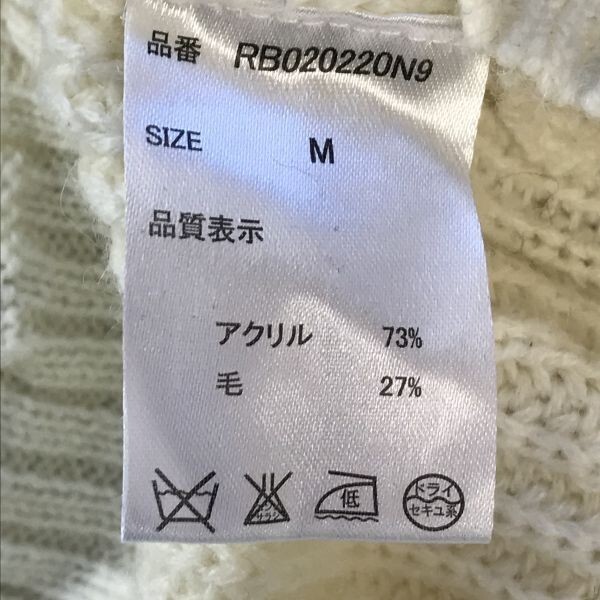 品番 RB020220N9
SIZE M
品質表示
アクリル 73%
毛 27%
低
ドライ
セキユ系